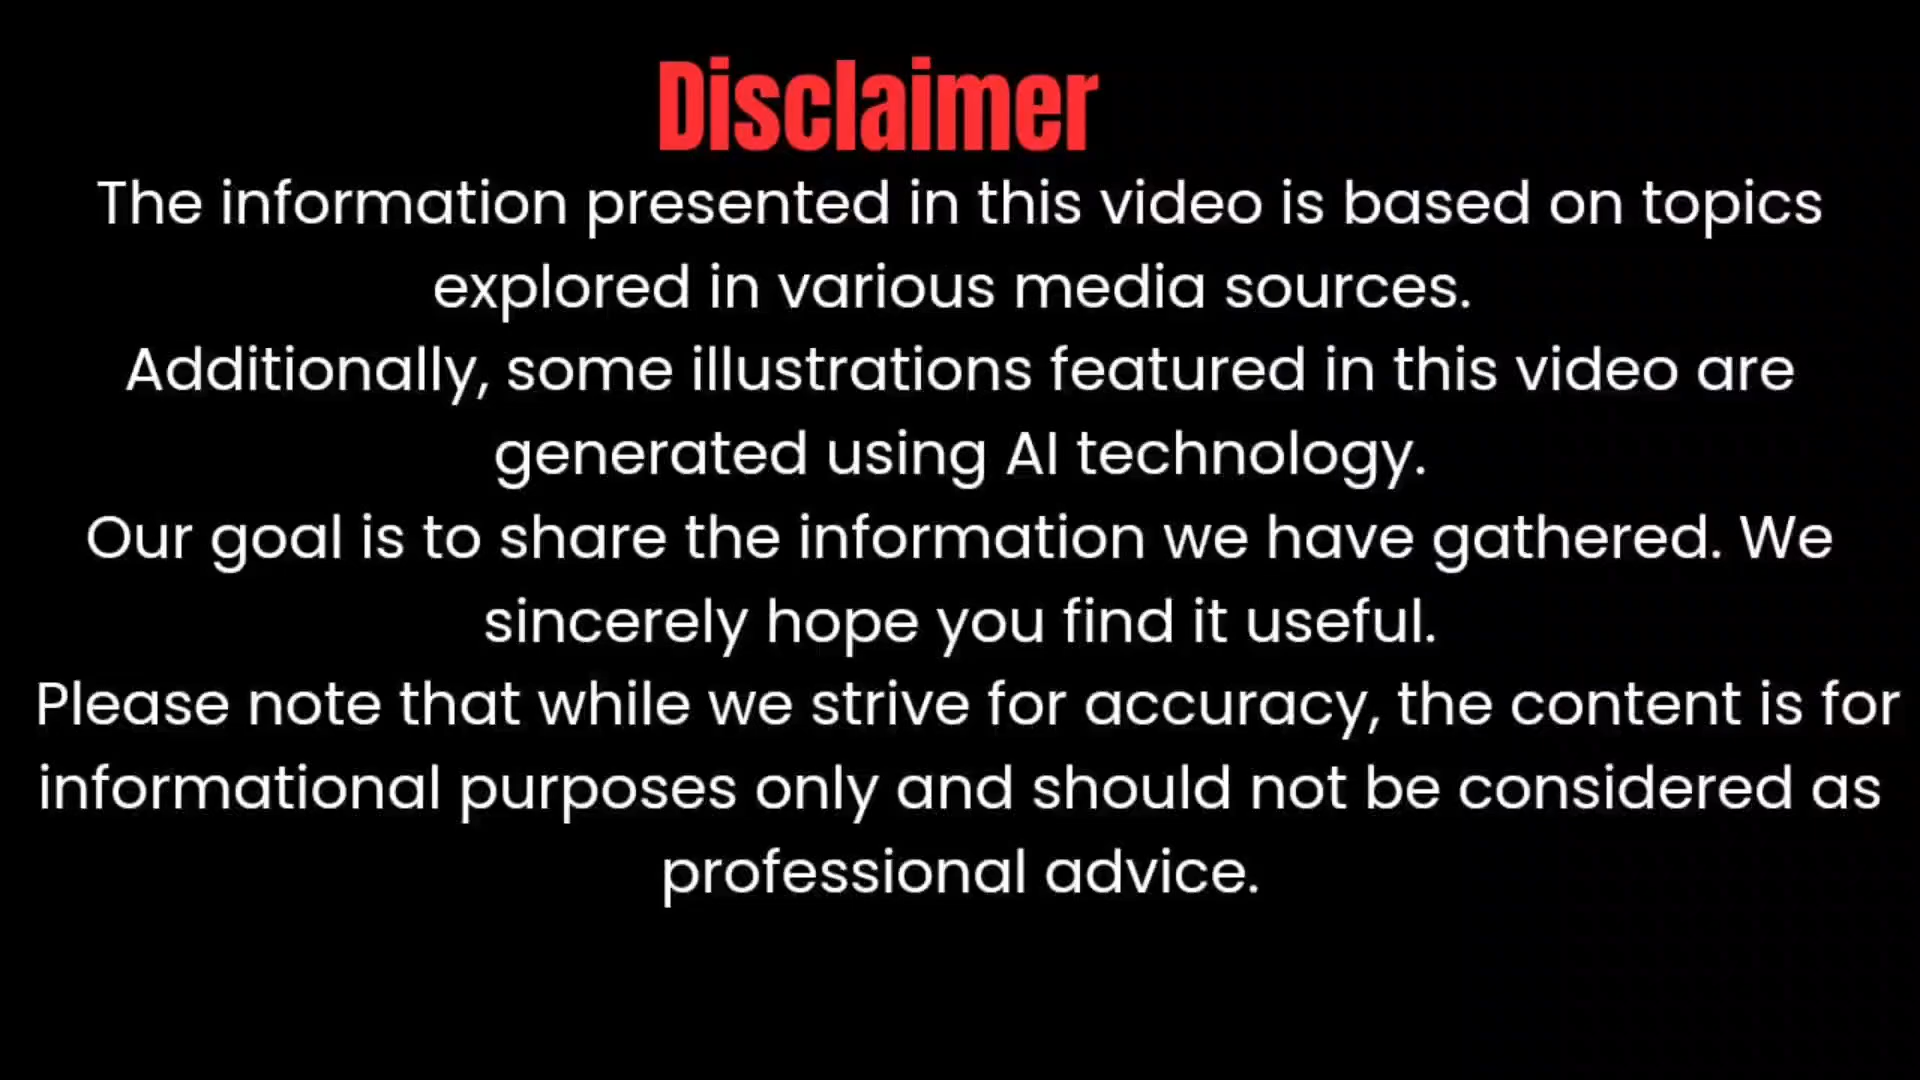 Disclaimer
The information presented in this video is based on topics
explored in various media sources.
Additionally, some illustrations featured in this video are
generated using AI technology.
Our goal is to share the information we have gathered. We
sincerely hope you find it useful.
Please note that while we strive for accuracy, the content is for
informational purposes only and should not be considered as
professional advice.